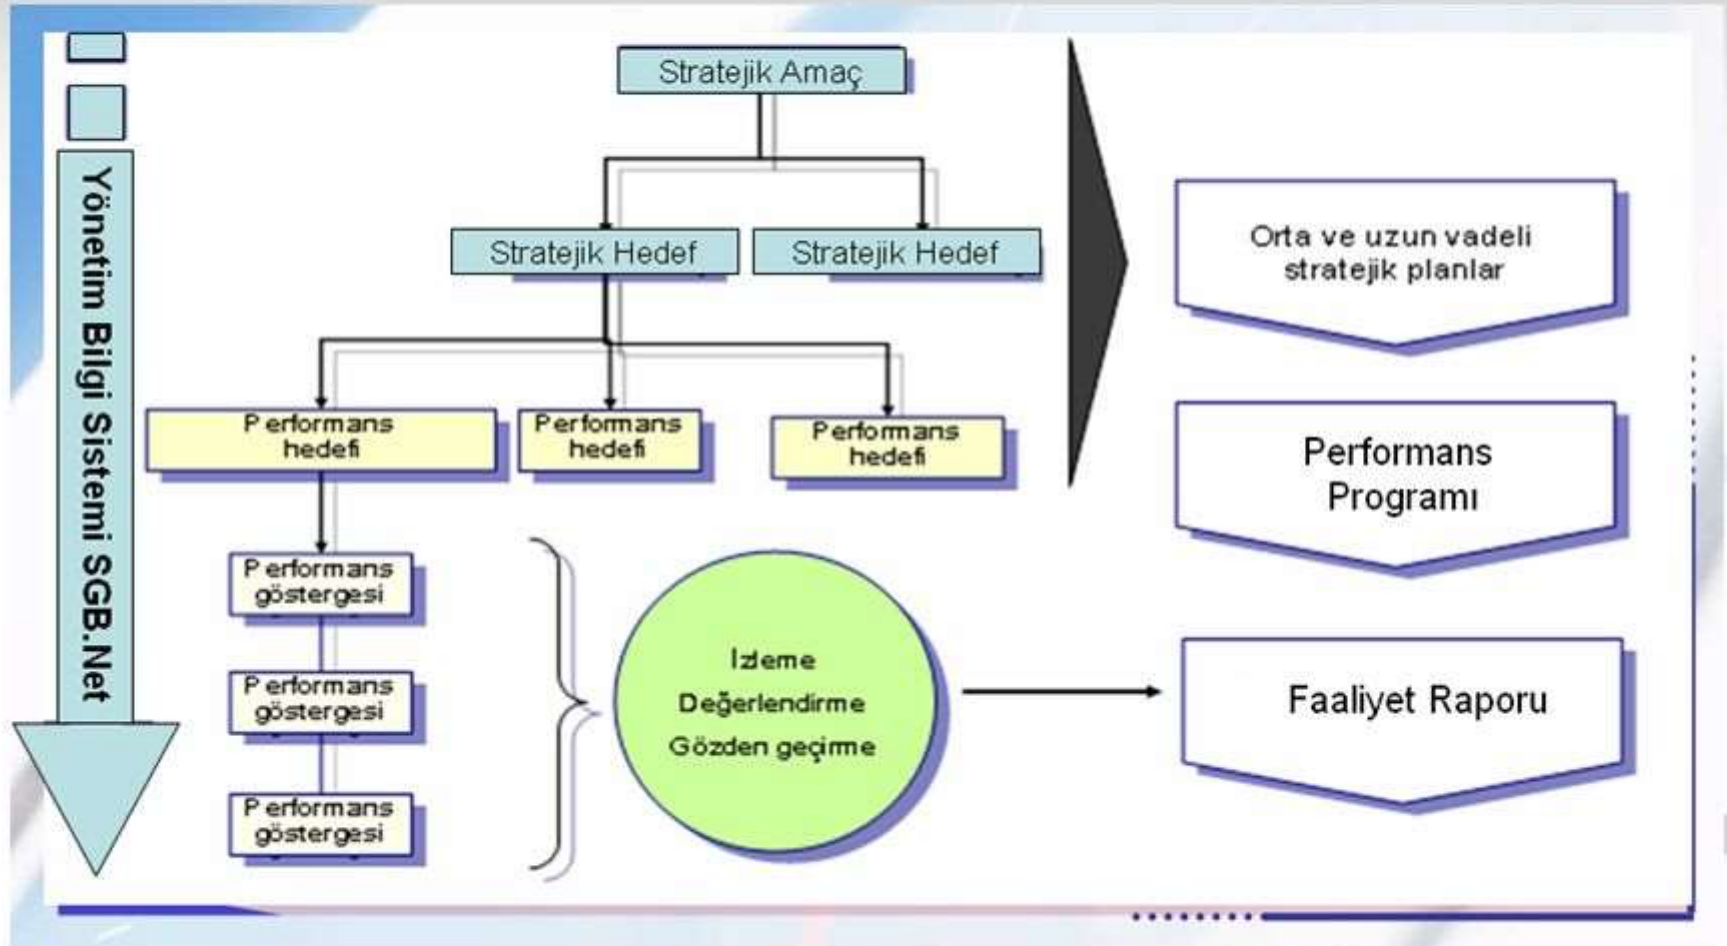 Stratejik Amaç
Yönetim Bilgi Sistemi SGB.Net
Stratejik Hedef
Stratejik Hedef
Orta ve uzun vadeli
stratejik planlar
Performans
hedefi
Performans
hedefi
Performans
hedefi
Performans
Programı
Performans
göstergesi
Performans
göstergesi
Performans
göstergesi
İzleme
Değerlendirme
Gözden geçirme
Faaliyet Raporu